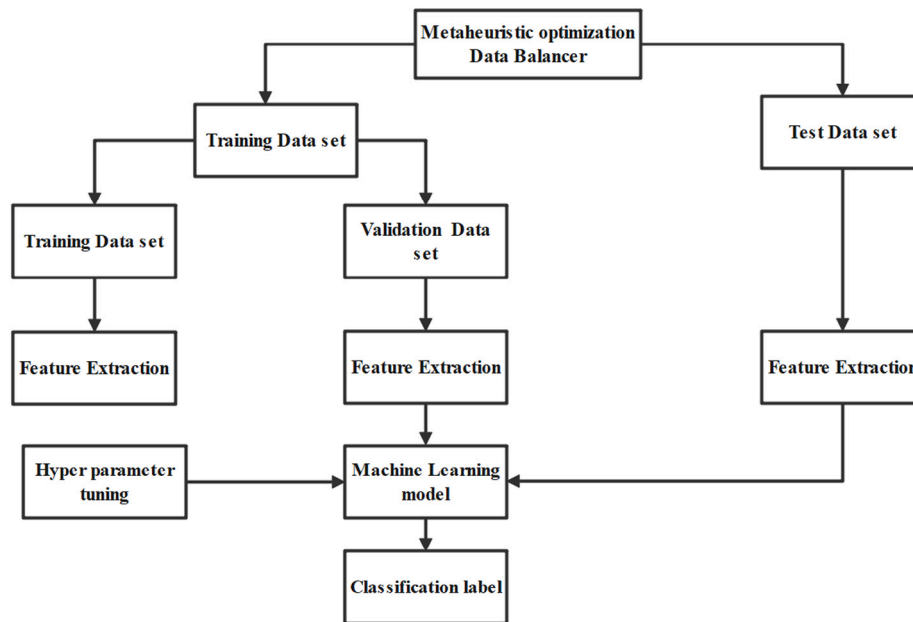 Metaheuristic optimization
Data Balancer
Training Data set
Test Data set
Training Data set
Validation Data
set
Feature Extraction
Feature Extraction
Feature Extraction
Hyper parameter
tuning
Machine Learning
model
Classification label